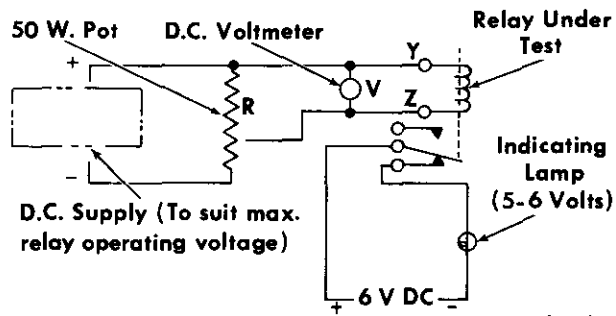 50 W. Pot
D.C. Voltmeter
Relay Under
Test
+
Y
R
V
Z
Indicating
Lamp
(5-6 Volts)
−
D.C. Supply (To suit max.
relay operating voltage)
+ 6 V DC −